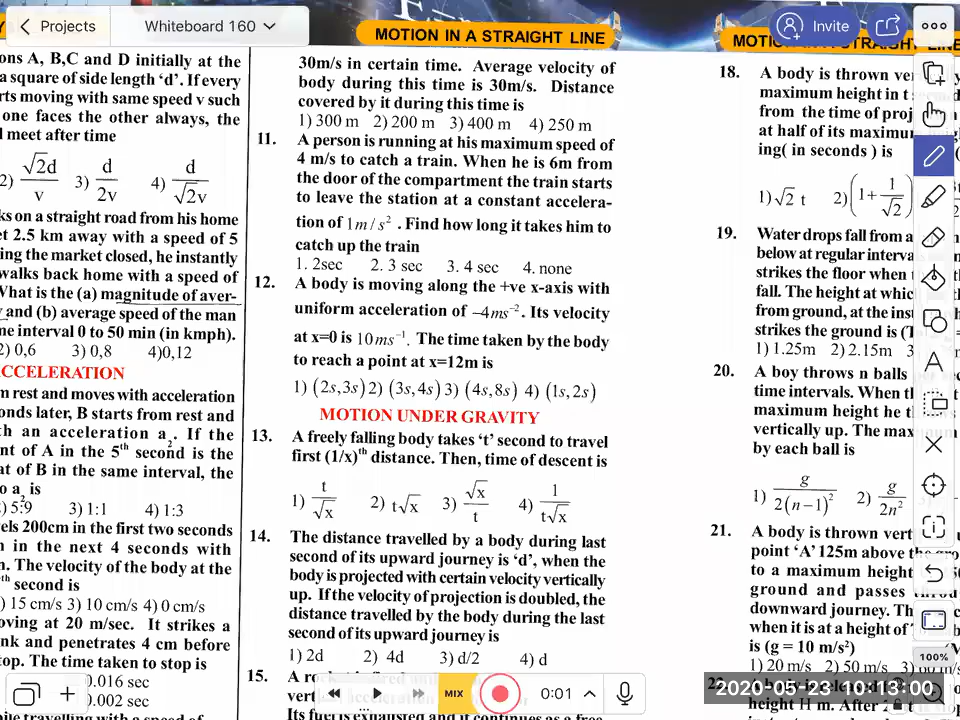 Projects
Whiteboard 160
MOTION IN A STRAIGHT LINE
Invite
ons A, B,C and D initially at the
a square of side length 'd'. If every
rts moving with same speed v such
one faces the other always, the
l meet after time
2) √2d/v 3) d/2v 4) d/√2v
ks on a straight road from his home
et 2.5 km away with a speed of 5
ing the market closed, he instantly
walks back home with a speed of
What is the (a) magnitude of aver-
and (b) average speed of the man
ne interval 0 to 50 min (in kmph).
2) 0,6 3) 0,8 4)0,12
CCELERATION
m rest and moves with acceleration
onds later, B starts from rest and
h an acceleration a₂. If the
nt of A in the 5th second is the
at of B in the same interval, the
o a₂ is
) 5:9 3) 1:1 4) 1:3
els 200cm in the first two seconds
n in the next 4 seconds with
n. The velocity of the body at the
th second is
) 15 cm/s 3) 10 cm/s 4) 0 cm/s
oving at 20 m/sec. It strikes a
nk and penetrates 4 cm before
top. The time taken to stop is
0.016 sec
0.002 sec
30m/s in certain time. Average velocity of
body during this time is 30m/s. Distance
covered by it during this time is
1) 300 m 2) 200 m 3) 400 m 4) 250 m
11. A person is running at his maximum speed of
4 m/s to catch a train. When he is 6m from
the door of the compartment the train starts
to leave the station at a constant accelera-
tion of 1m/s². Find how long it takes him to
catch up the train
1. 2sec 2. 3 sec 3. 4 sec 4. none
12. A body is moving along the +ve x-axis with
uniform acceleration of -4ms⁻². Its velocity
at x=0 is 10ms⁻¹. The time taken by the body
to reach a point at x=12m is
1) (2s,3s) 2) (3s,4s) 3) (4s,8s) 4) (1s,2s)
MOTION UNDER GRAVITY
13. A freely falling body takes 't' second to travel
first (1/x)th distance. Then, time of descent is
1) t/√x 2) t√x 3) √x/t 4) 1/t√x
14. The distance travelled by a body during last
second of its upward journey is 'd', when the
body is projected with certain velocity vertically
up. If the velocity of projection is doubled, the
distance travelled by the body during the last
second of its upward journey is
1) 2d 2) 4d 3) d/2 4) d
15. A
vert
Its fuel is exhausted and it continues as a free
18. A body is thrown
maximum height in t
from the time of proj
at half of its maximu
ing( in seconds ) is
1) √2 t 2) (1+1/√2)
19. Water drops fall from a
below at regular interva
strikes the floor when
fall. The height at whic
from ground, at the inst
strikes the ground is
1) 1.25m 2) 2.15m 3
20. A boy throws n balls
time intervals. When
maximum height he
vertically up. The max
by each ball is
1) g/2(n-1)² 2) g/2n²
21. A body is thrown vert
point 'A' 125m above the
to a maximum height
ground and passes
downward journey. Th
when it is at a height of
is (g = 10 m/s²)
1) 20 m/s 2) 50 m/s 3)
22
height H m. After
100%
MIX
0:01
2020-05-23 10:13:00